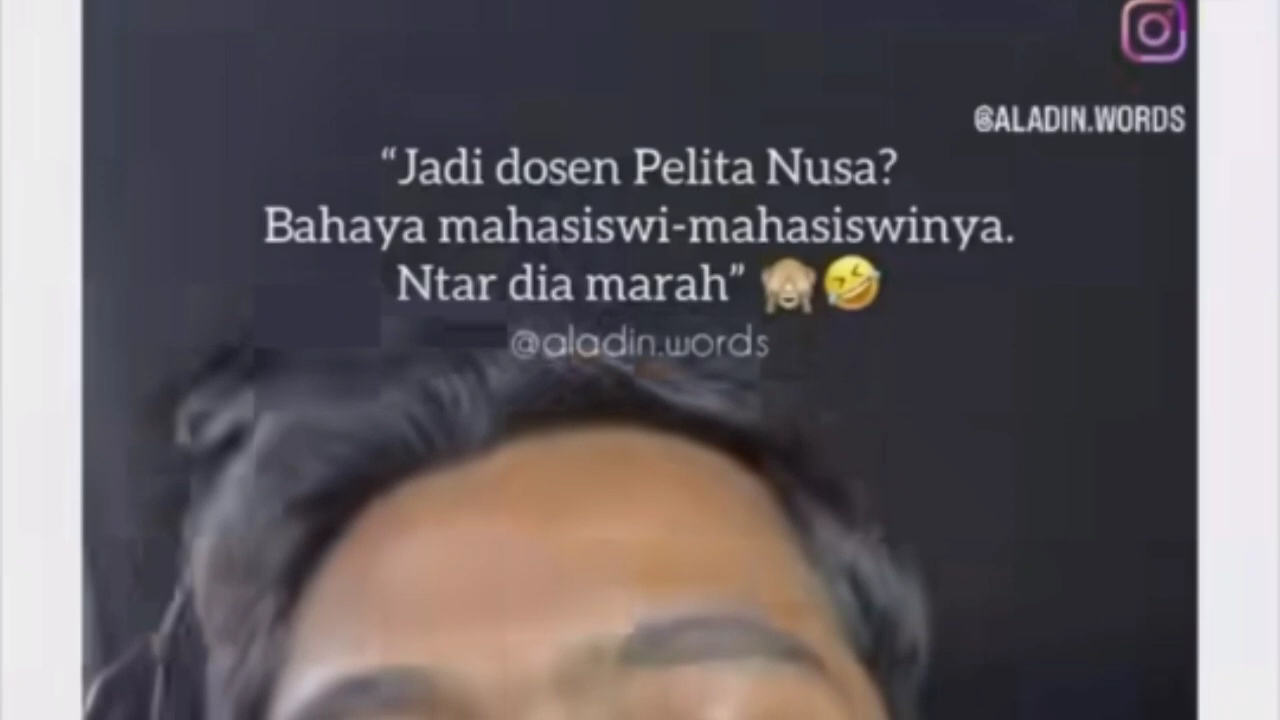 @ALADIN.WORDS
“Jadi dosen Pelita Nusa?
Bahaya mahasiswi-mahasiswinya.
Ntar dia marah” 🙈🤣
@aladin.words